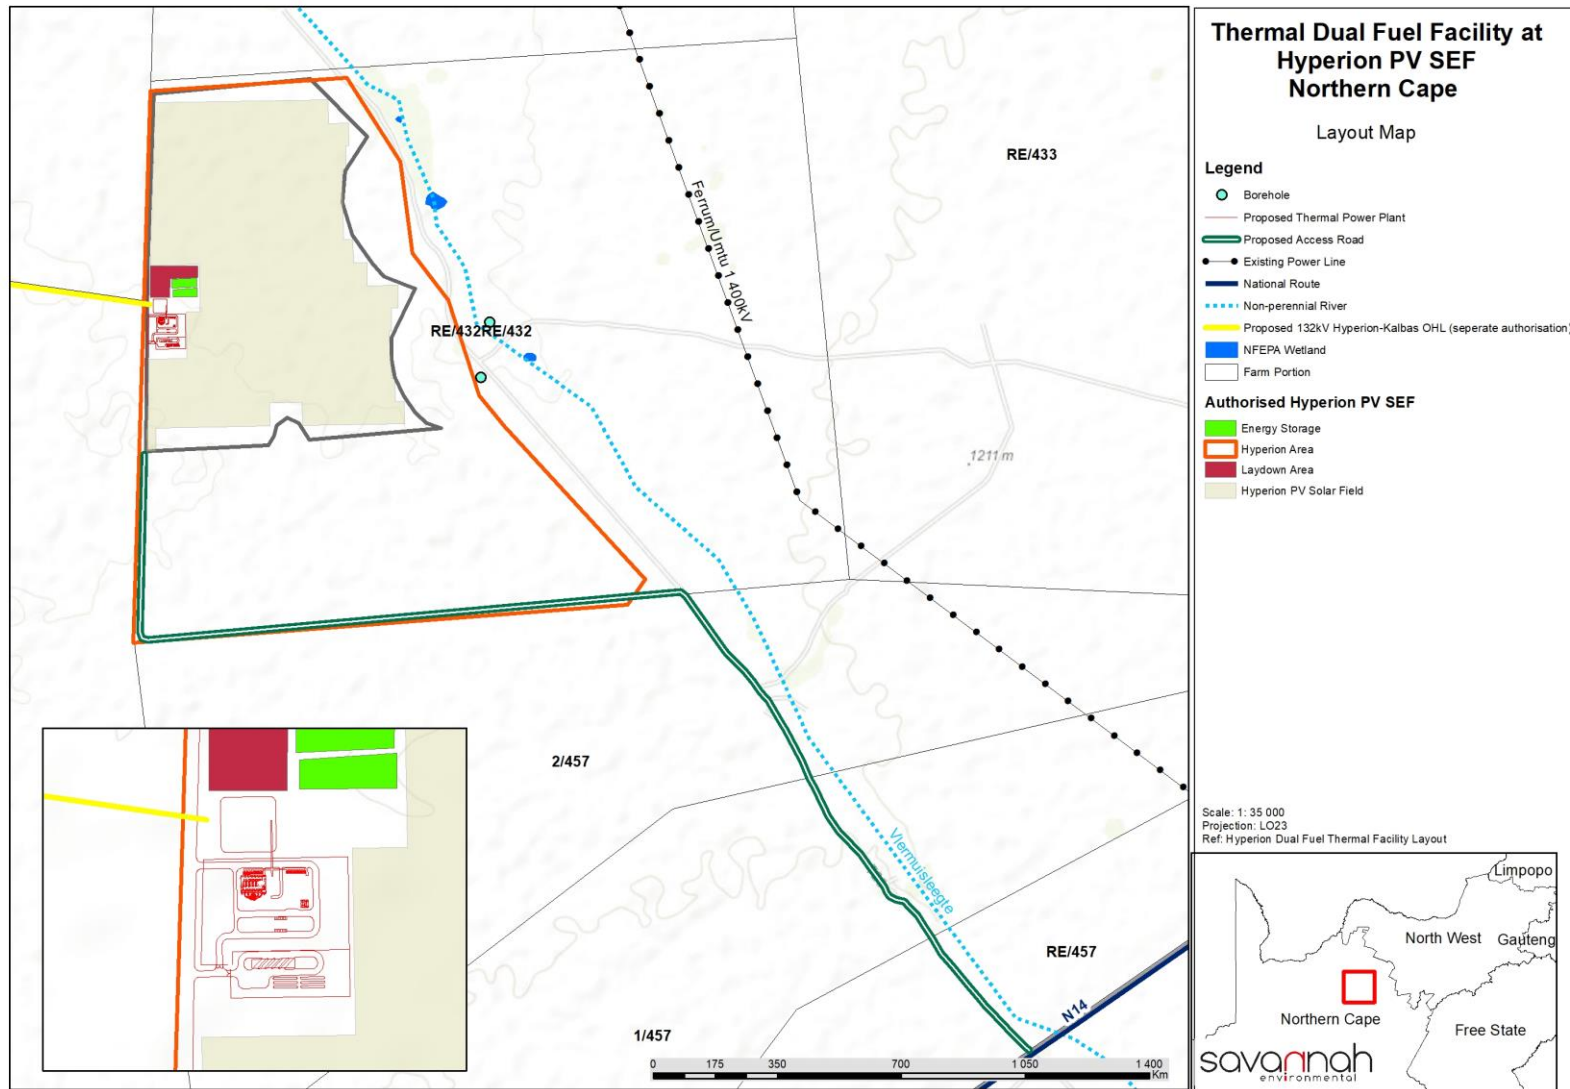 Thermal Dual Fuel Facility at
Hyperion PV SEF
Northern Cape
Layout Map
Legend
Borehole
Proposed Thermal Power Plant
Proposed Access Road
Existing Power Line
National Route
Non-perennial River
Proposed 132kV Hyperion-Kalbas OHL (seperate authorisation)
NFEPA Wetland
Farm Portion
Authorised Hyperion PV SEF
Energy Storage
Hyperion Area
Laydown Area
Hyperion PV Solar Field
RE/433
Ferrum/Umtu 1 400kV
RE/432RE/432
1211 m
2/457
Vlermuisleegte
RE/457
N14
1/457
0 175 350 700 1 050 1 400
Km
Scale: 1: 35 000
Projection: LO23
Ref: Hyperion Dual Fuel Thermal Facility Layout
Limpopo
North West
Gauteng
Northern Cape
Free State
savannah
environmental